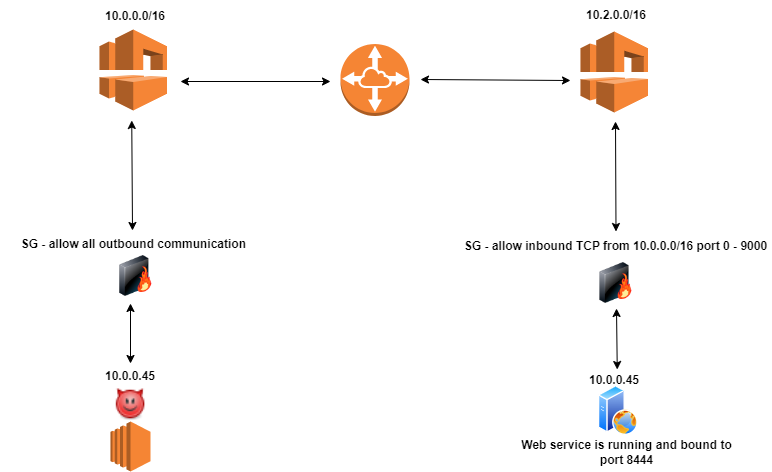 10.0.0.0/16
10.2.0.0/16
SG - allow all outbound communication
SG - allow inbound TCP from 10.0.0.0/16 port 0 - 9000
10.0.0.45
10.0.0.45
Web service is running and bound to
port 8444